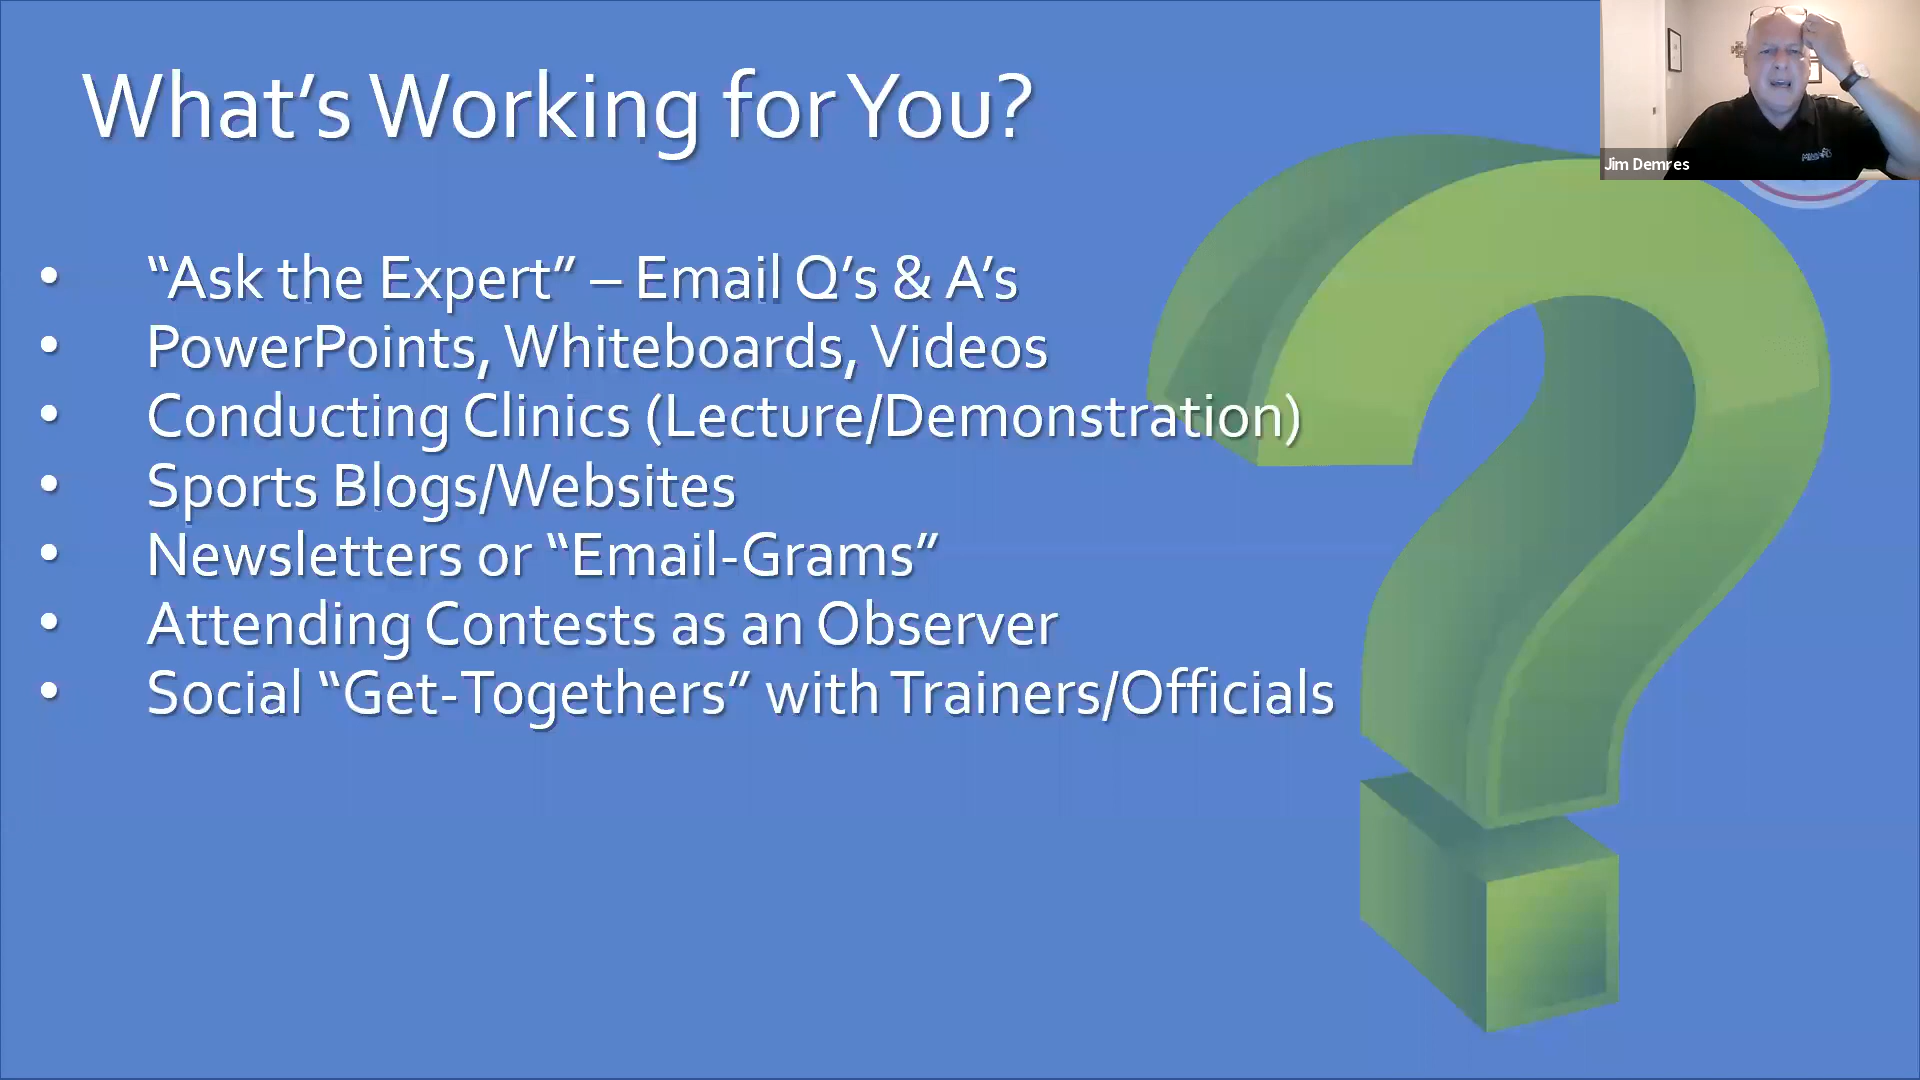 What’s Working for You?
Jim Demres
• “Ask the Expert” – Email Q’s & A’s
• PowerPoints, Whiteboards, Videos
• Conducting Clinics (Lecture/Demonstration)
• Sports Blogs/Websites
• Newsletters or “Email-Grams”
• Attending Contests as an Observer
• Social “Get-Togethers” with Trainers/Officials